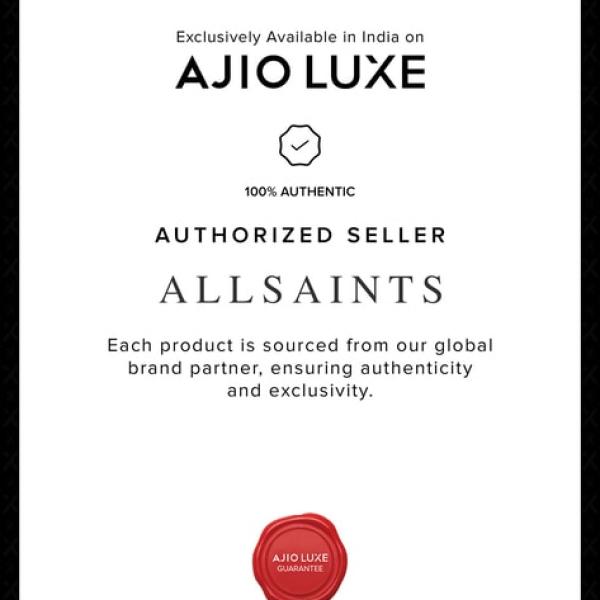 Exclusively Available in India on
AJIO LUXE
100% AUTHENTIC
AUTHORIZED SELLER
ALLSAINTS
Each product is sourced from our global
brand partner, ensuring authenticity
and exclusivity.
AJIO LUXE
GUARANTEE